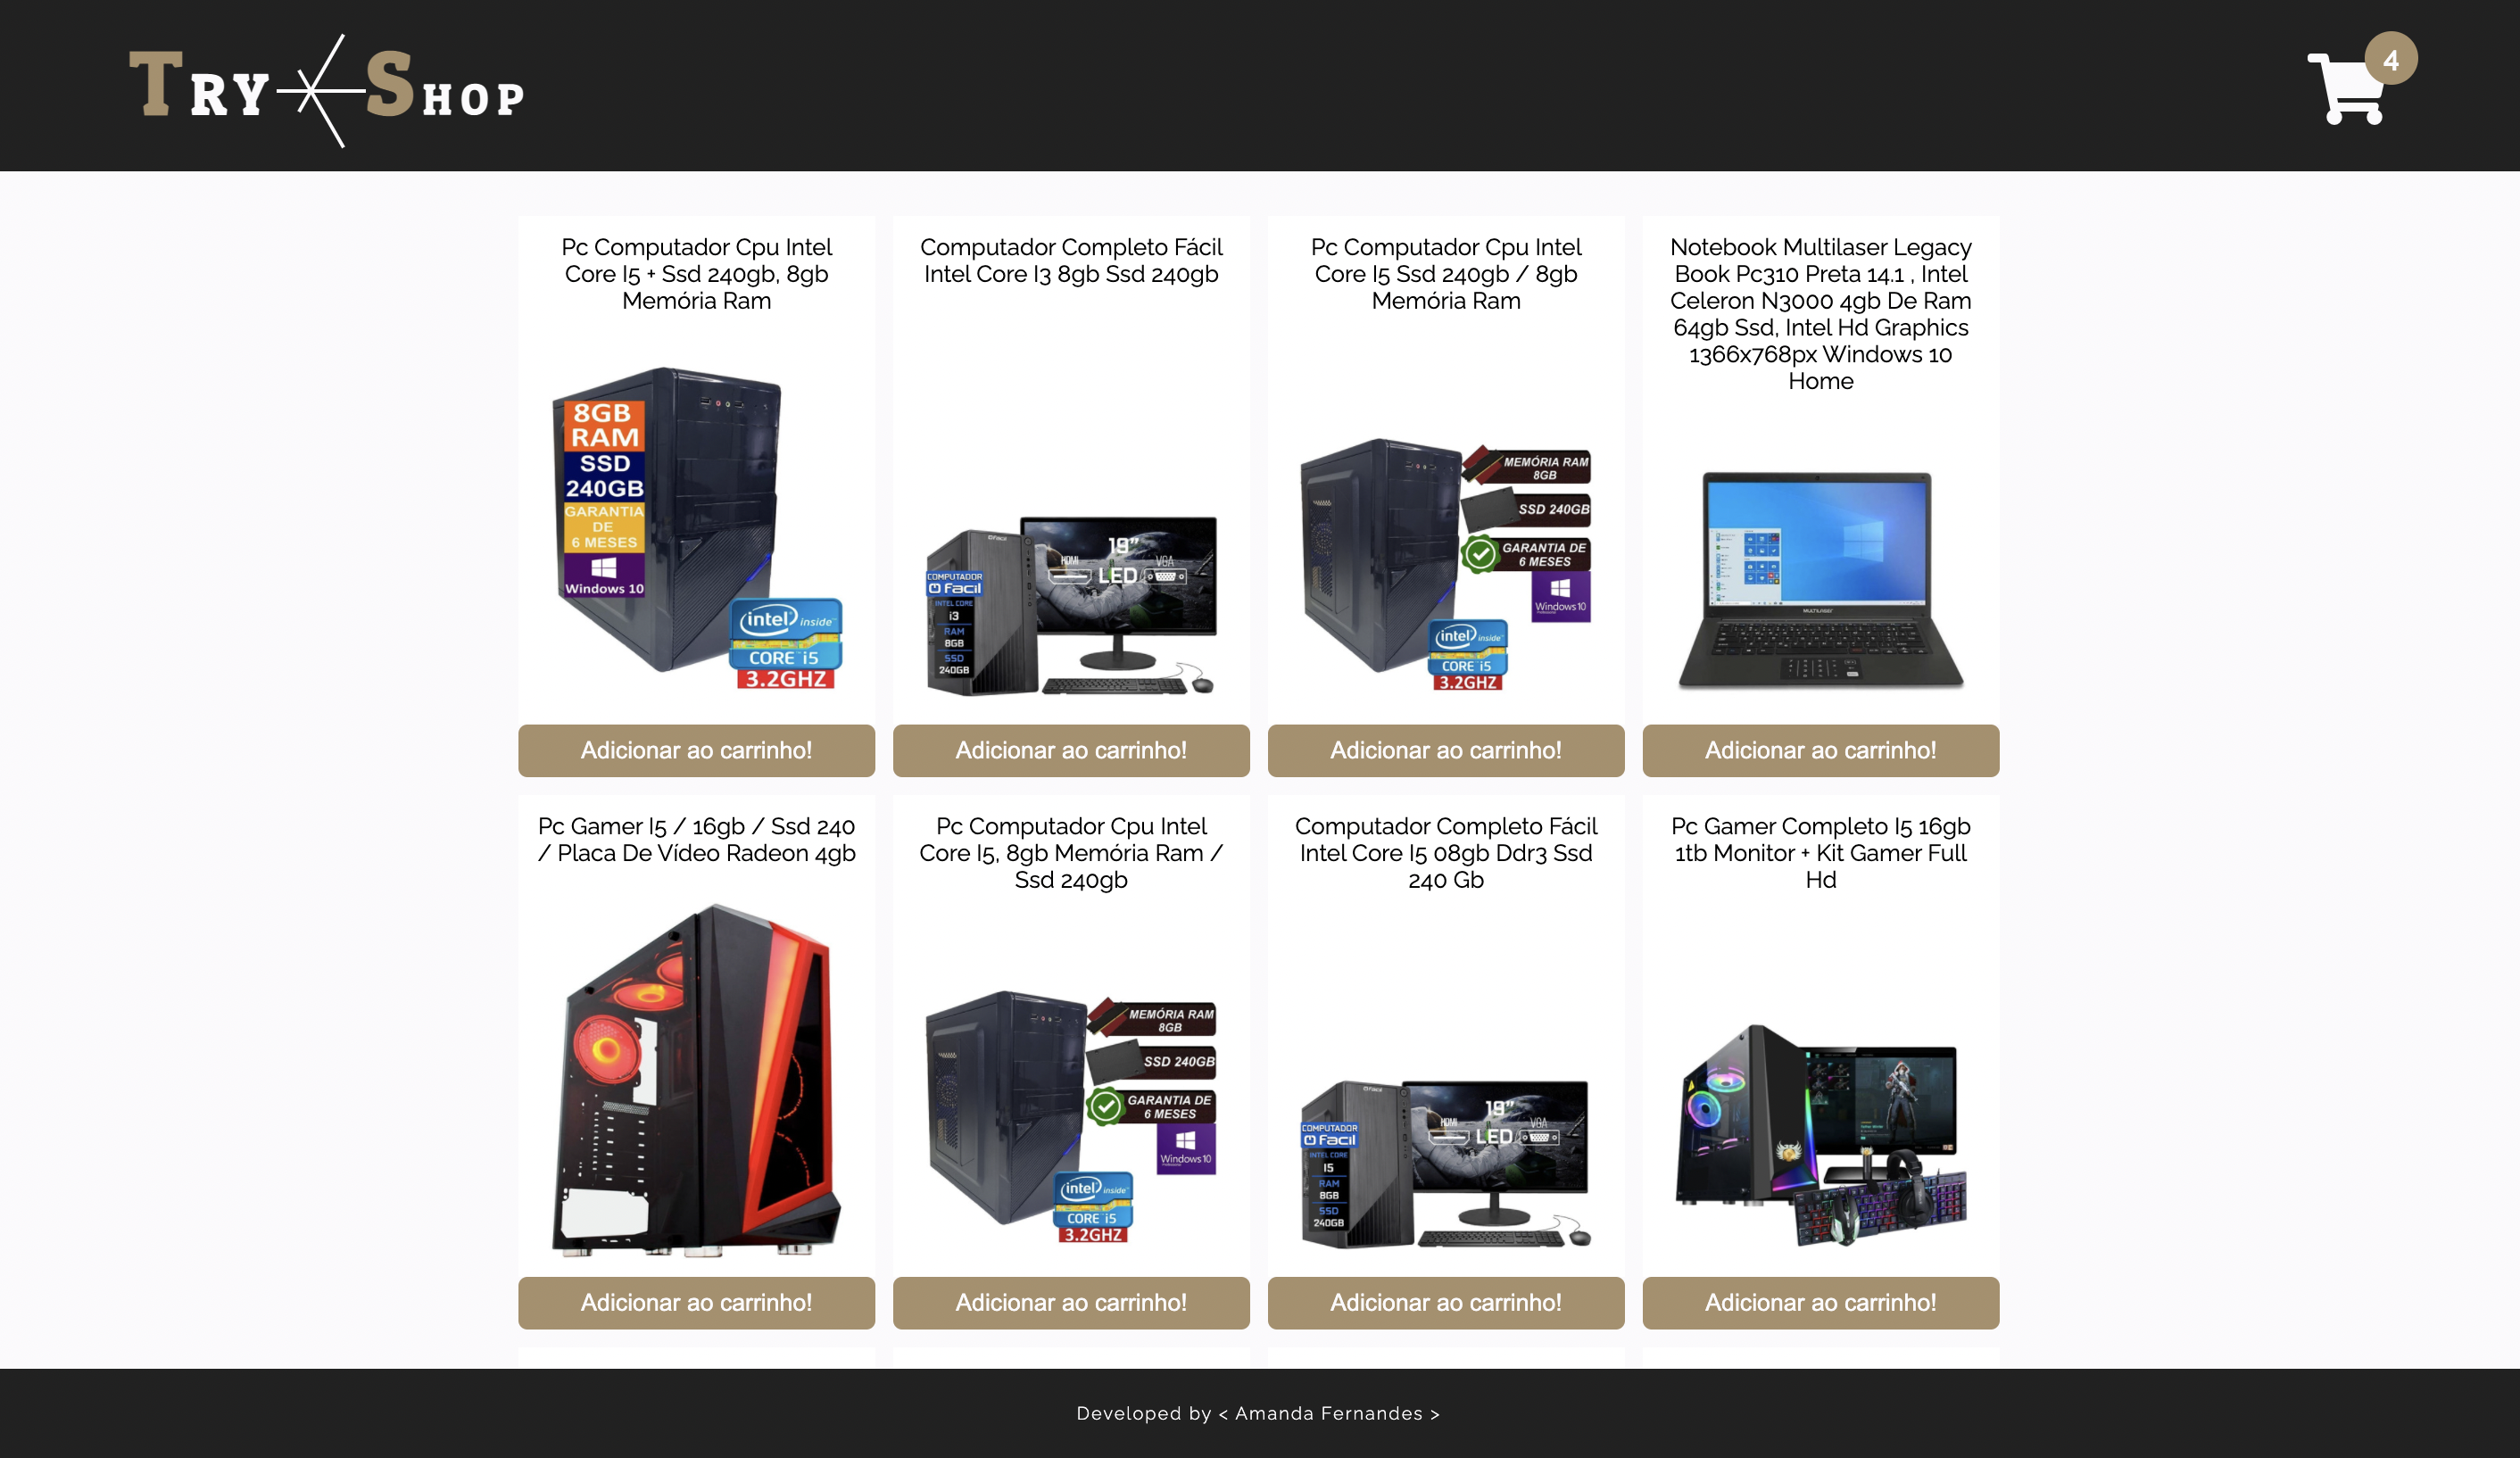 TRY SHOP
4
Pc Computador Cpu Intel
Core I5 + Ssd 240gb, 8gb
Memória Ram
8GB
RAM
SSD
240GB
GARANTIA
DE
6 MESES
Windows 10
intel inside
CORE i5
3.2GHZ
Adicionar ao carrinho!
Computador Completo Fácil
Intel Core I3 8gb Ssd 240gb
19"
HDMI
LED
VGA
COMPUTADOR
Facil
INTEL CORE
i3
RAM
8GB
SSD
240GB
Adicionar ao carrinho!
Pc Computador Cpu Intel
Core I5 Ssd 240gb / 8gb
Memória Ram
MEMÓRIA RAM
8GB
SSD 240GB
GARANTIA DE
6 MESES
Windows 10
intel inside
CORE i5
3.2GHZ
Adicionar ao carrinho!
Notebook Multilaser Legacy
Book Pc310 Preta 14.1 , Intel
Celeron N3000 4gb De Ram
64gb Ssd, Intel Hd Graphics
1366x768px Windows 10
Home
MULTILASER
Adicionar ao carrinho!
Pc Gamer I5 / 16gb / Ssd 240
/ Placa De Vídeo Radeon 4gb
Adicionar ao carrinho!
Pc Computador Cpu Intel
Core I5, 8gb Memória Ram /
Ssd 240gb
MEMÓRIA RAM
8GB
SSD 240GB
GARANTIA DE
6 MESES
Windows 10
intel inside
CORE i5
3.2GHZ
Adicionar ao carrinho!
Computador Completo Fácil
Intel Core I5 08gb Ddr3 Ssd
240 Gb
19"
HDMI
LED
VGA
COMPUTADOR
Facil
INTEL CORE
I5
RAM
8GB
SSD
240GB
Adicionar ao carrinho!
Pc Gamer Completo I5 16gb
1tb Monitor + Kit Gamer Full
Hd
Adicionar ao carrinho!
Developed by < Amanda Fernandes >